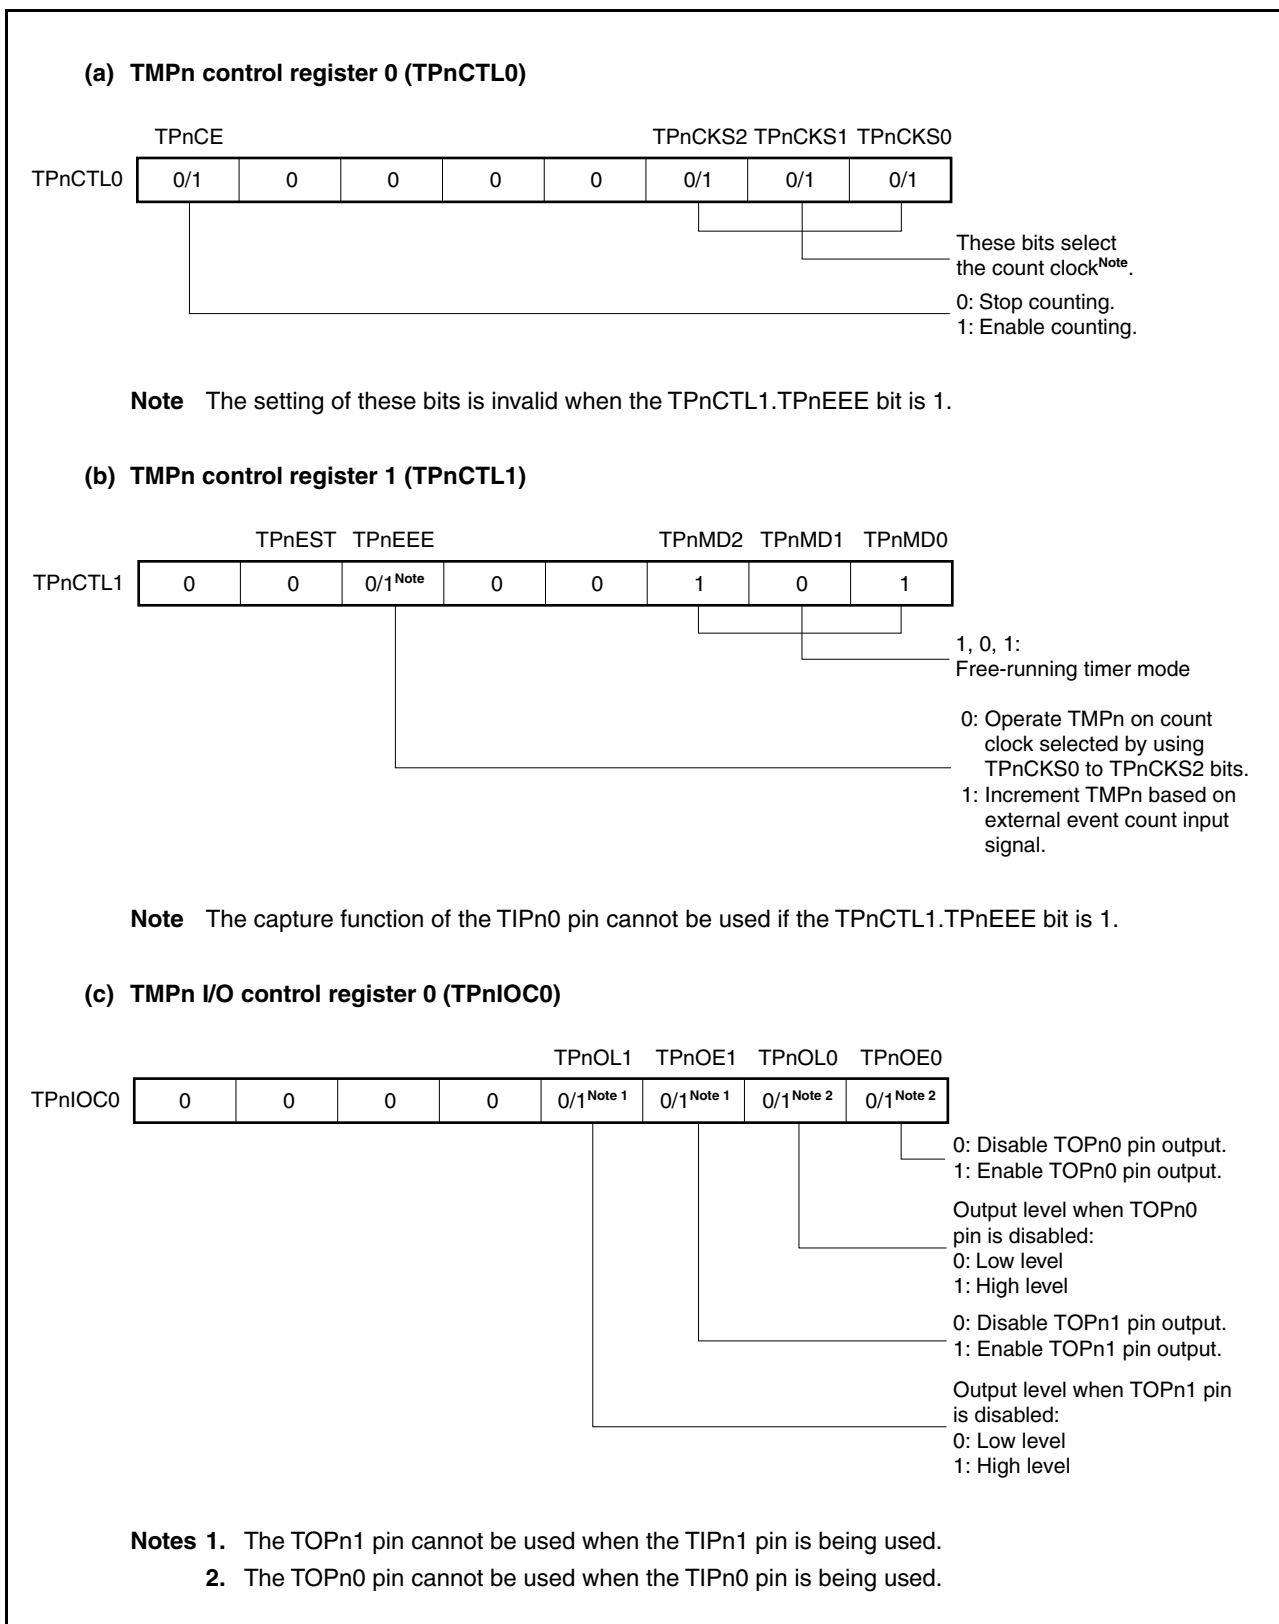 (a) TMPn control register 0 (TPnCTL0)
TPnCE TPnCKS2 TPnCKS1 TPnCKS0
TPnCTL0 0/1 0 0 0 0 0/1 0/1 0/1
These bits select
the count clockNote.
0: Stop counting.
1: Enable counting.
Note The setting of these bits is invalid when the TPnCTL1.TPnEEE bit is 1.
(b) TMPn control register 1 (TPnCTL1)
TPnEST TPnEEE TPnMD2 TPnMD1 TPnMD0
TPnCTL1 0 0 0/1Note 0 0 1 0 1
1, 0, 1:
Free-running timer mode
0: Operate TMPn on count
clock selected by using
TPnCKS0 to TPnCKS2 bits.
1: Increment TMPn based on
external event count input
signal.
Note The capture function of the TIPn0 pin cannot be used if the TPnCTL1.TPnEEE bit is 1.
(c) TMPn I/O control register 0 (TPnIOC0)
TPnOL1 TPnOE1 TPnOL0 TPnOE0
TPnIOC0 0 0 0 0 0/1Note 1 0/1Note 1 0/1Note 2 0/1Note 2
0: Disable TOPn0 pin output.
1: Enable TOPn0 pin output.
Output level when TOPn0
pin is disabled:
0: Low level
1: High level
0: Disable TOPn1 pin output.
1: Enable TOPn1 pin output.
Output level when TOPn1 pin
is disabled:
0: Low level
1: High level
Notes 1. The TOPn1 pin cannot be used when the TIPn1 pin is being used.
2. The TOPn0 pin cannot be used when the TIPn0 pin is being used.